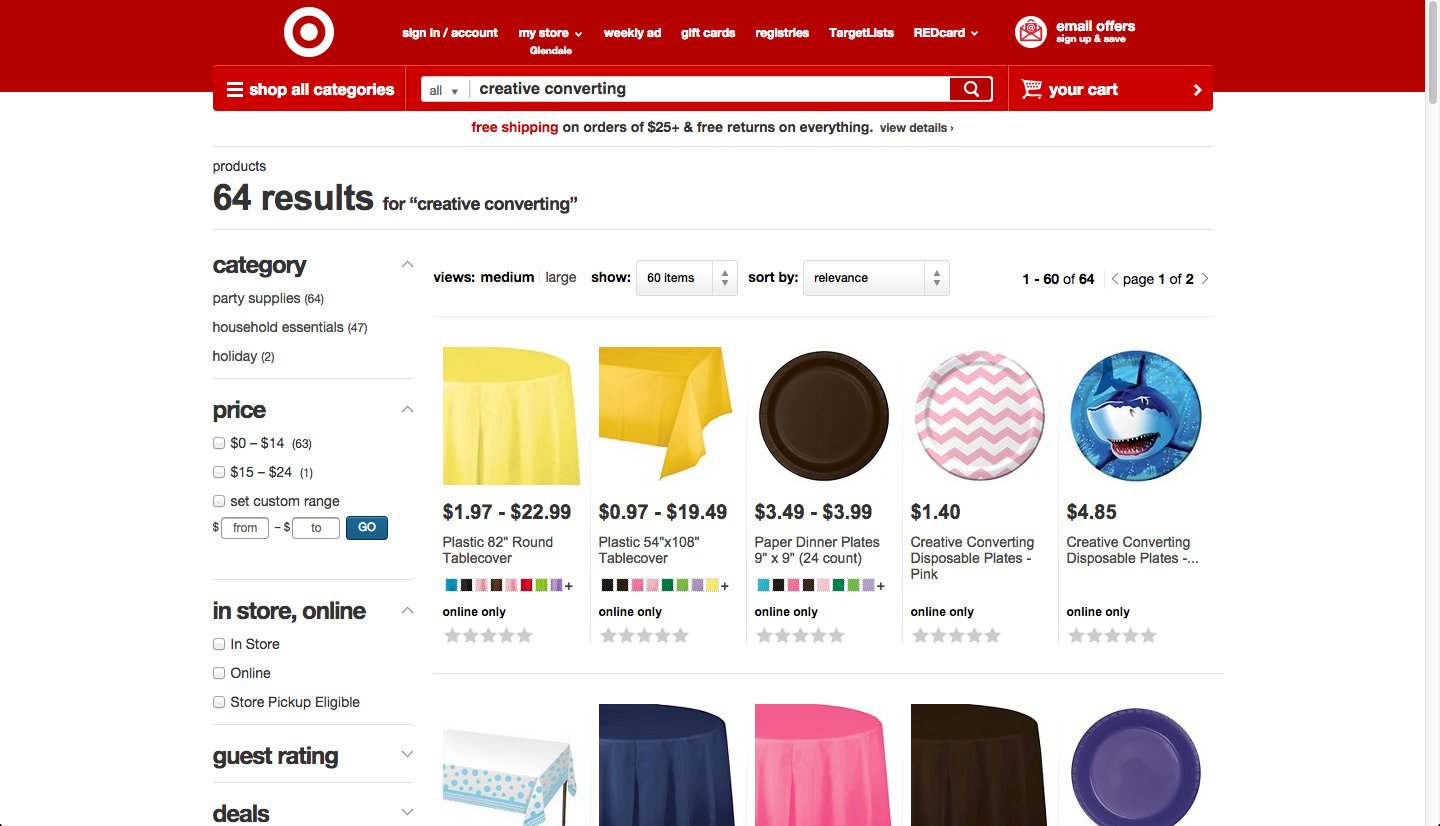 sign in / account
my store
Glendale
weekly ad
gift cards
registries
TargetLists
REDcard
email offers
sign up & save
shop all categories
all
creative converting
your cart
free shipping on orders of $25+ & free returns on everything. view details ›
products
64 results for “creative converting”
category
party supplies (64)
household essentials (47)
holiday (2)
price
$0 – $14 (63)
$15 – $24 (1)
set custom range
$ from – $ to GO
in store, online
In Store
Online
Store Pickup Eligible
guest rating
deals
views: medium large show: 60 items sort by: relevance
1 - 60 of 64 page 1 of 2
$1.97 - $22.99
Plastic 82" Round
Tablecover
+
online only
$0.97 - $19.49
Plastic 54"x108"
Tablecover
+
online only
$3.49 - $3.99
Paper Dinner Plates
9" x 9" (24 count)
+
online only
$1.40
Creative Converting
Disposable Plates -
Pink
online only
$4.85
Creative Converting
Disposable Plates -...
online only